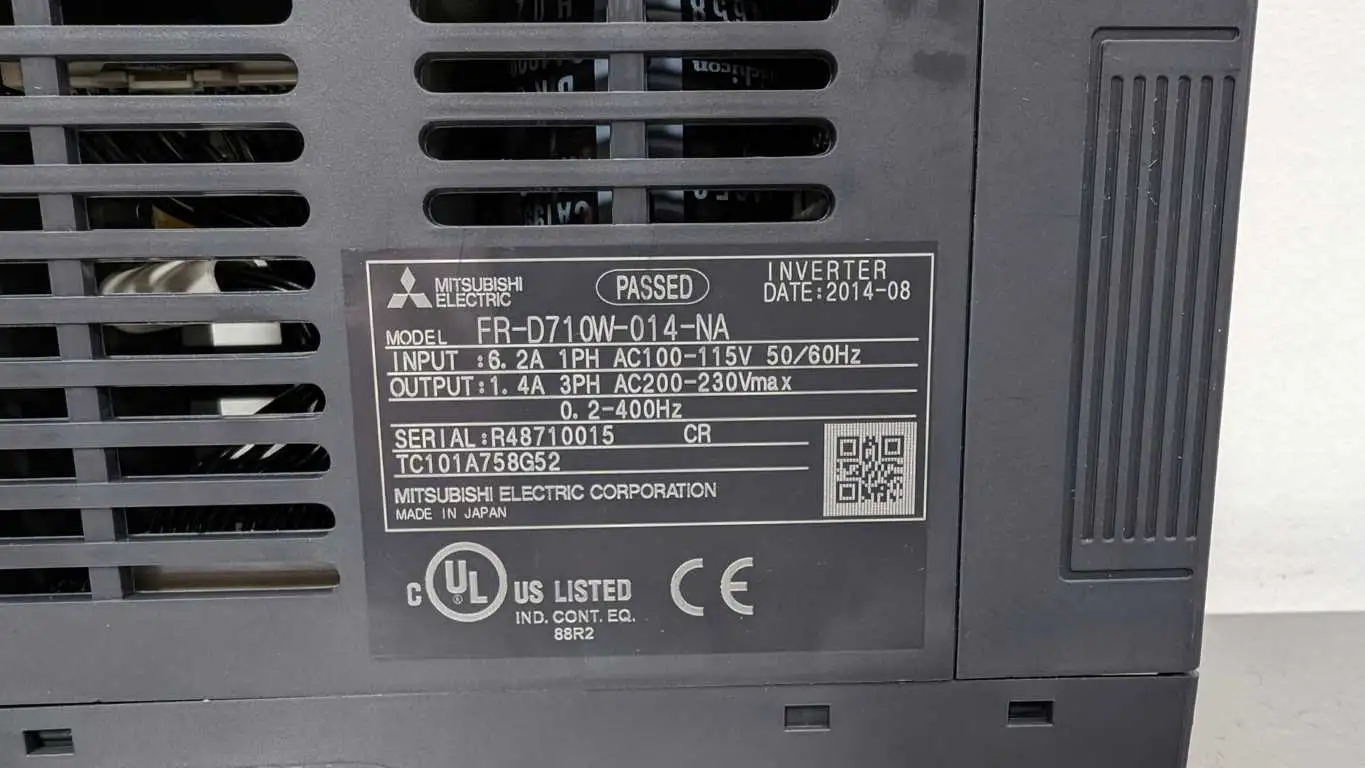 MITSUBISHI
ELECTRIC
PASSED
INVERTER
DATE:2014-08
MODEL FR-D710W-014-NA
INPUT :6.2A 1PH AC100-115V 50/60Hz
OUTPUT:1.4A 3PH AC200-230Vmax
0.2-400Hz
SERIAL:R48710015 CR
TC101A758G52
MITSUBISHI ELECTRIC CORPORATION
MADE IN JAPAN
C UL ® US LISTED
IND. CONT. EQ.
88R2
CE